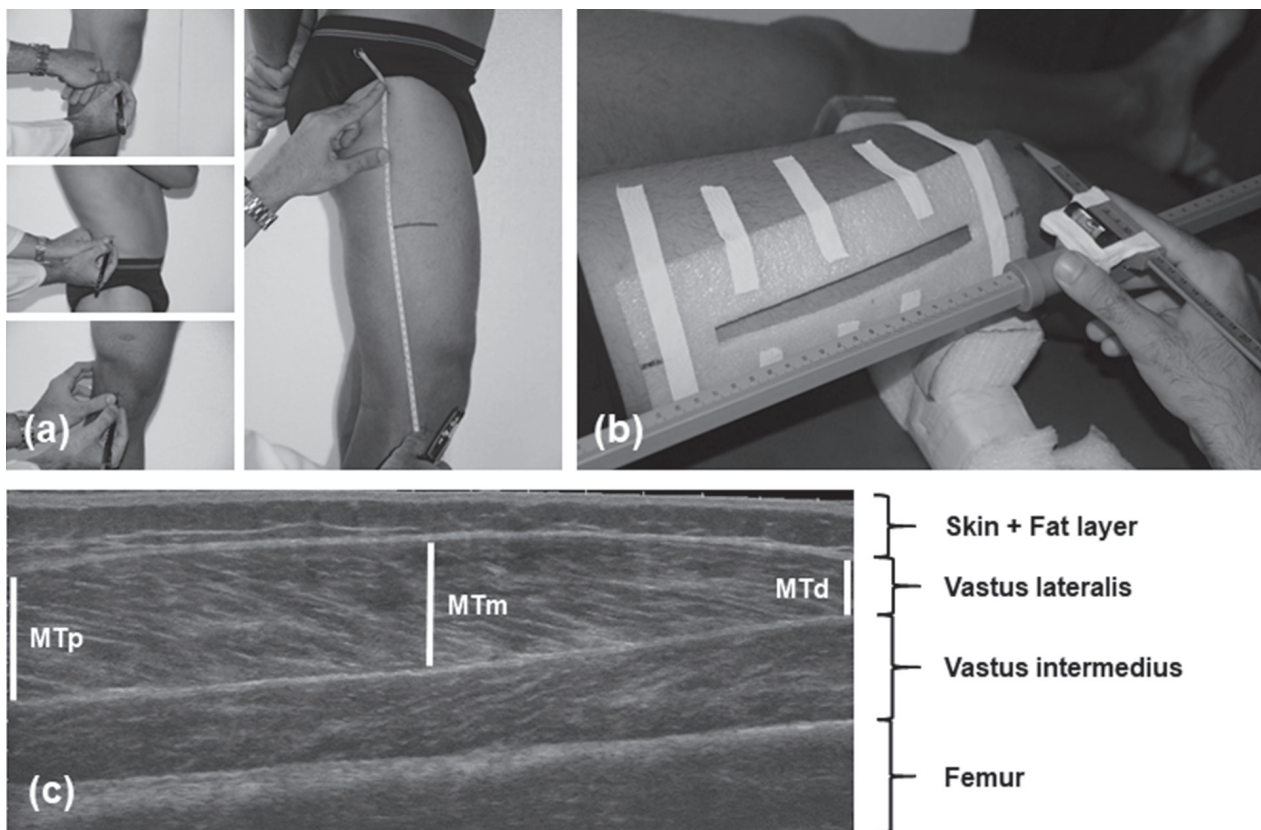 (a)
(b)
Skin + Fat layer
Vastus lateralis
Vastus intermedius
Femur
MTp
MTm
MTd
(c)